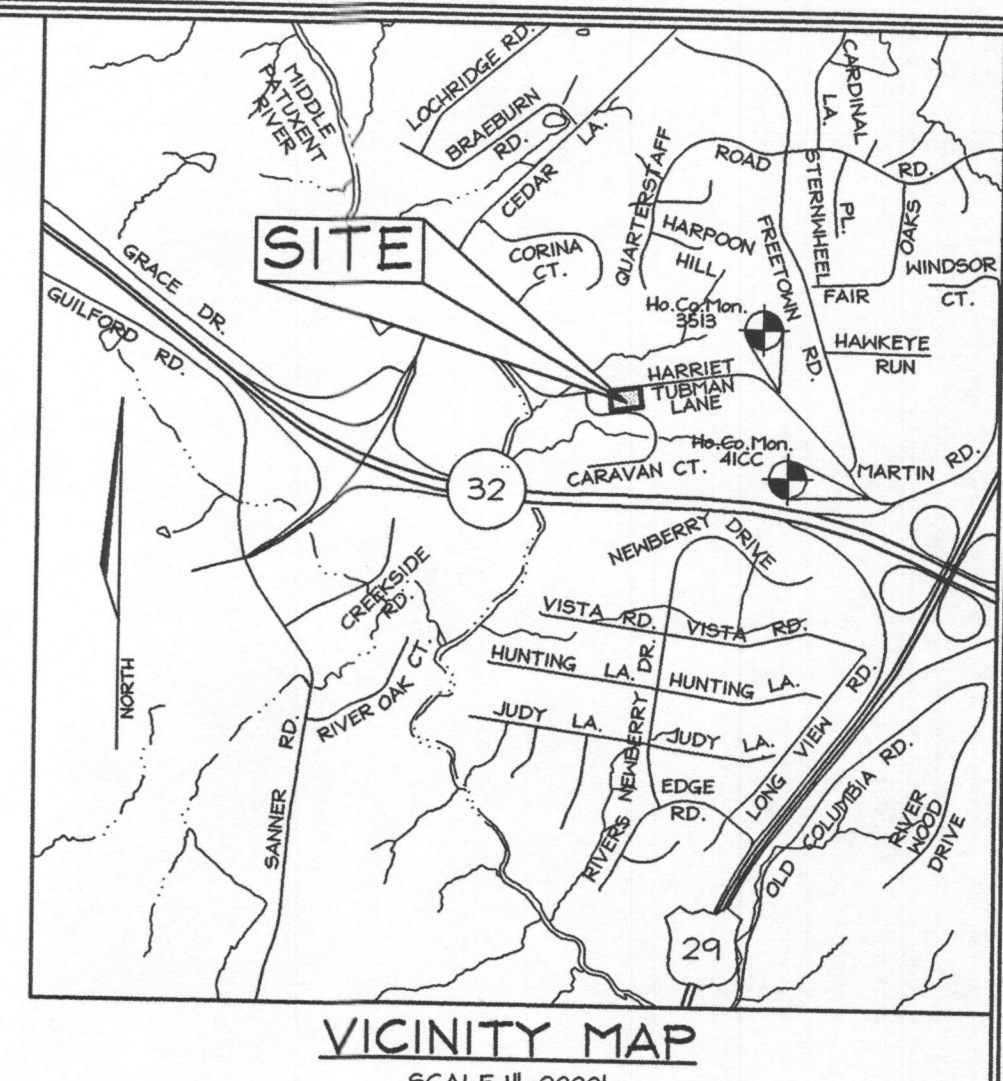 LOCHRIDGE RD.
BRAEBURN
RD.
MIDDLE
PATUXENT
RIVER
CEDAR LA.
CARDINAL
LA.
QUARTERSTAFF
ROAD
RD.
STERNWHEEL
PL.
OAKS
FAIR
WINDSOR
CT.
SITE
CORINA
CT.
HARPOON
HILL
FREETOWN
RD.
GRACE DR.
GUILFORD RD.
Ho.Co.Mon.
3513
HAWKEYE
RUN
HARRIET
TUBMAN
LANE
Ho.Co.Mon.
41CC
CARAVAN CT.
MARTIN RD.
32
NEWBERRY DRIVE
CREEKSIDE
RD.
VISTA RD. VISTA RD.
HUNTING LA. HUNTING LA.
JUDY LA. JUDY LA.
NEWBERRY DR.
NORTH
RIVER OAK CT.
SANNER RD.
RIVERS EDGE
RD.
LONG VIEW RD.
OLD COLUMBIA RD.
RIVER
WOOD
DRIVE
29
VICINITY MAP